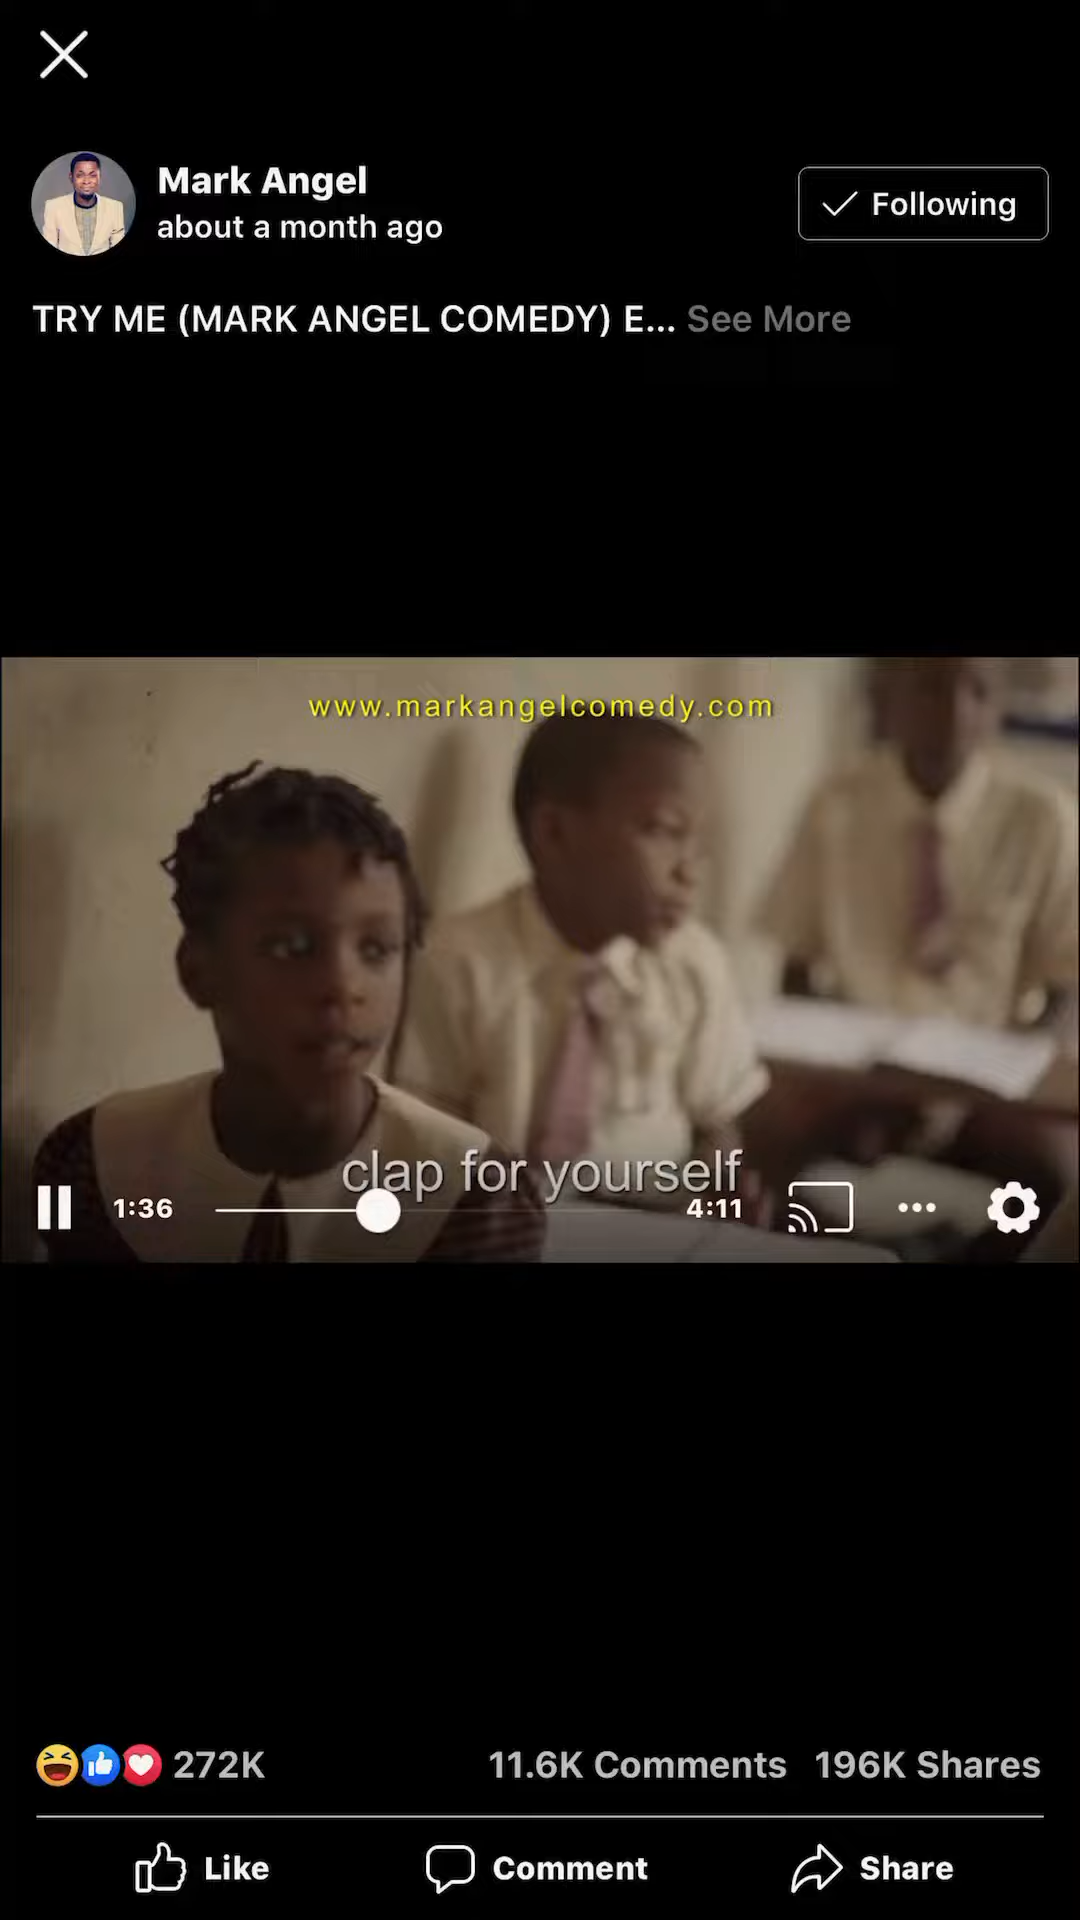 Mark Angel
about a month ago
Following
TRY ME (MARK ANGEL COMEDY) E... See More
www.markangelcomedy.com
clap for yourself
1:36
4:11
272K
11.6K Comments 196K Shares
Like
Comment
Share